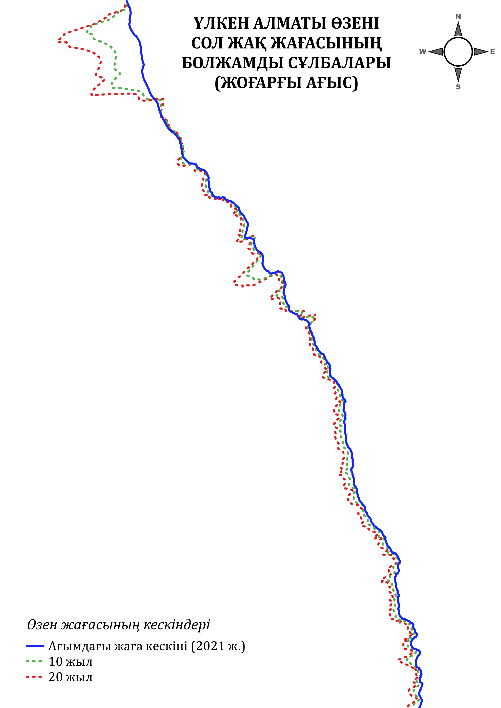 ҮЛКЕН АЛМАТЫ ӨЗЕНІ
СОЛ ЖАҚ ЖАҒАСЫНЫҢ
БОЛЖАМДЫ СҰЛБАЛАРЫ
(ЖОҒАРҒЫ АҒЫС)
N
W E
S
Өзен жағасының кескіндері
Ағымдағы жаға кескіні (2021 ж.)
10 жыл
20 жыл